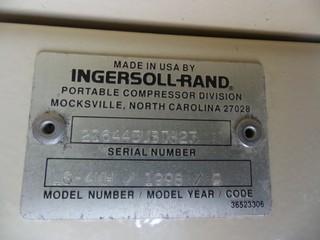 MADE IN USA BY
INGERSOLL-RAND®
PORTABLE COMPRESSOR DIVISION
MOCKSVILLE, NORTH CAROLINA 27028
SERIAL NUMBER
/ /
MODEL NUMBER / MODEL YEAR / CODE
36523306